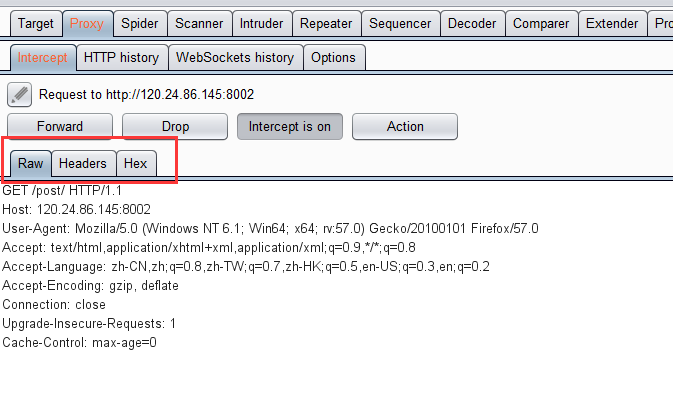 Target Proxy Spider Scanner Intruder Repeater Sequencer Decoder Comparer Extender Pro
Intercept HTTP history WebSockets history Options
Request to http://120.24.86.145:8002
Forward Drop Intercept is on Action
Raw Headers Hex
GET /post/ HTTP/1.1
Host: 120.24.86.145:8002
User-Agent: Mozilla/5.0 (Windows NT 6.1; Win64; x64; rv:57.0) Gecko/20100101 Firefox/57.0
Accept: text/html,application/xhtml+xml,application/xml;q=0.9,*/*;q=0.8
Accept-Language: zh-CN,zh;q=0.8,zh-TW;q=0.7,zh-HK;q=0.5,en-US;q=0.3,en;q=0.2
Accept-Encoding: gzip, deflate
Connection: close
Upgrade-Insecure-Requests: 1
Cache-Control: max-age=0